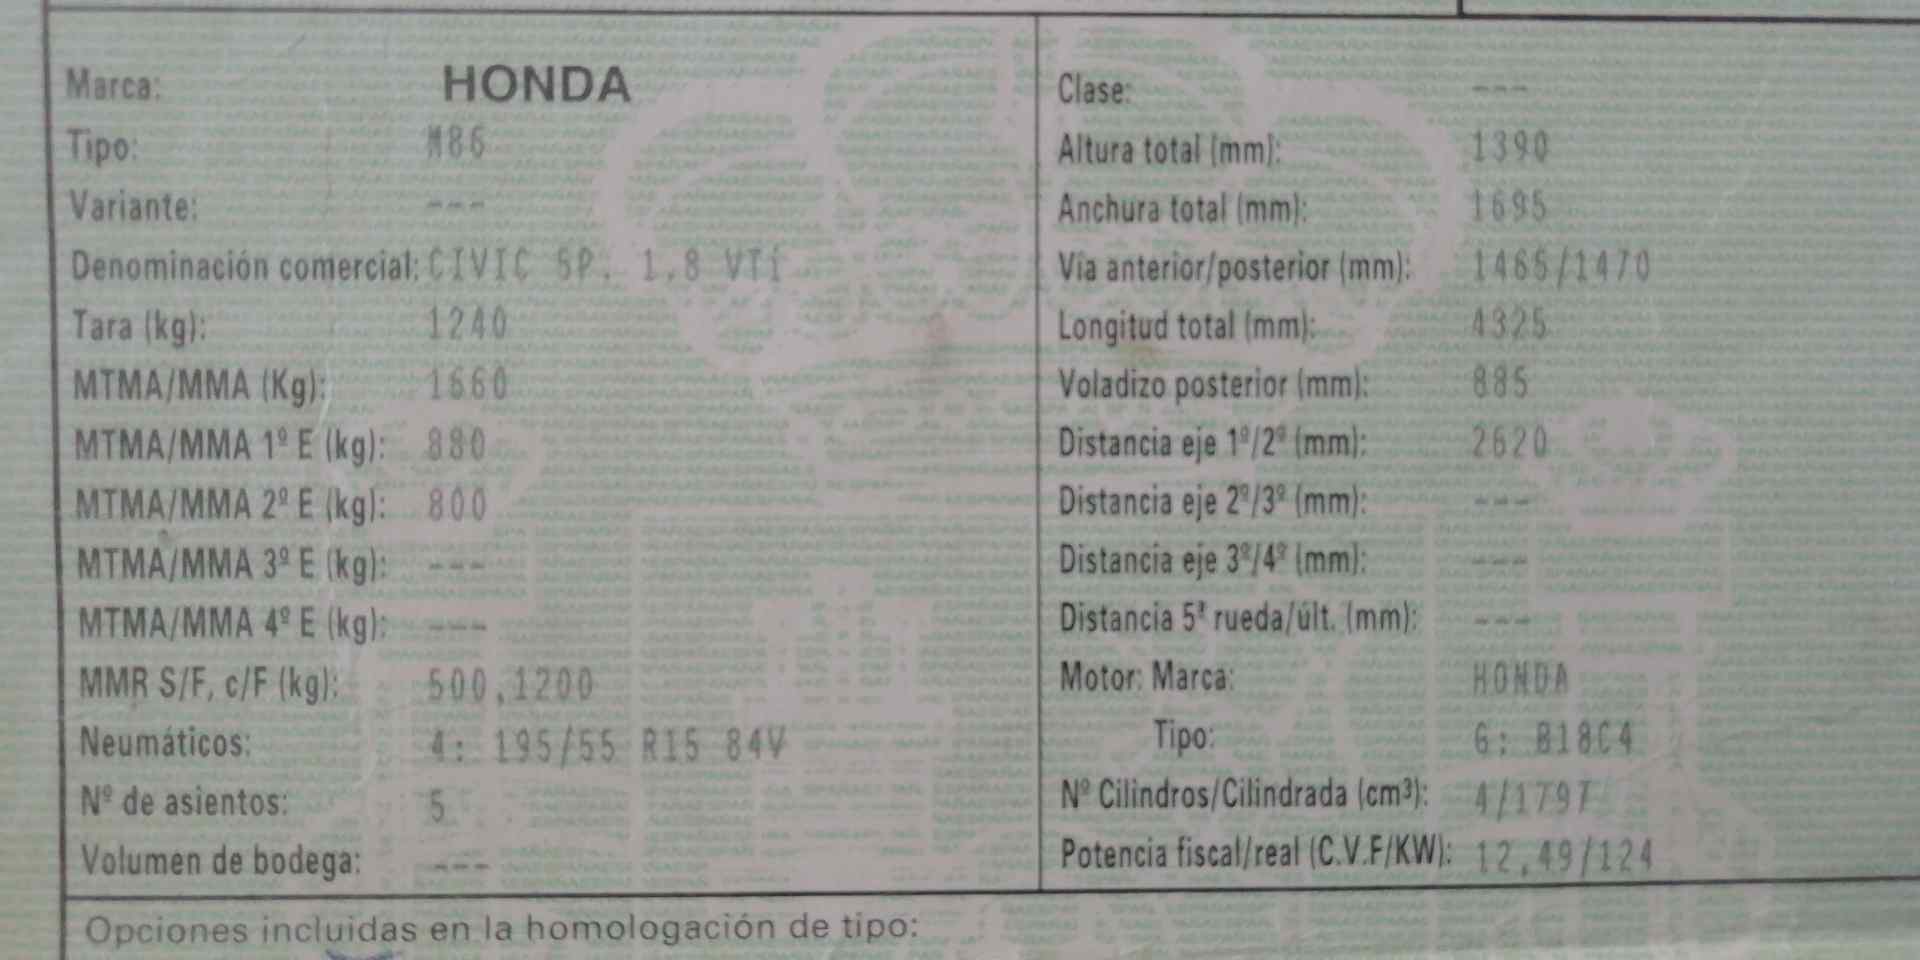 Marca: HONDA
Tipo: M86
Variante: ---
Denominación comercial: CIVIC 5P. 1.8 VTi
Tara (kg): 1240
MTMA/MMA (Kg): 1660
MTMA/MMA 1º E (kg): 880
MTMA/MMA 2º E (kg): 800
MTMA/MMA 3º E (kg): ---
MTMA/MMA 4º E (kg): ---
MMR S/F, c/F (kg): 500,1200
Neumáticos: 4: 195/55 R15 84V
Nº de asientos: 5
Volumen de bodega: ---
Clase: ---
Altura total (mm): 1390
Anchura total (mm): 1695
Vía anterior/posterior (mm): 1465/1470
Longitud total (mm): 4325
Voladizo posterior (mm): 885
Distancia eje 1º/2º (mm): 2620
Distancia eje 2º/3º (mm): ---
Distancia eje 3º/4º (mm): ---
Distancia 5ª rueda/últ. (mm): ---
Motor: Marca: HONDA
Tipo: G: B18C4
Nº Cilindros/Cilindrada (cm³): 4/1797
Potencia fiscal/real (C.V.F/KW): 12,49/124
Opciones incluidas en la homologación de tipo: